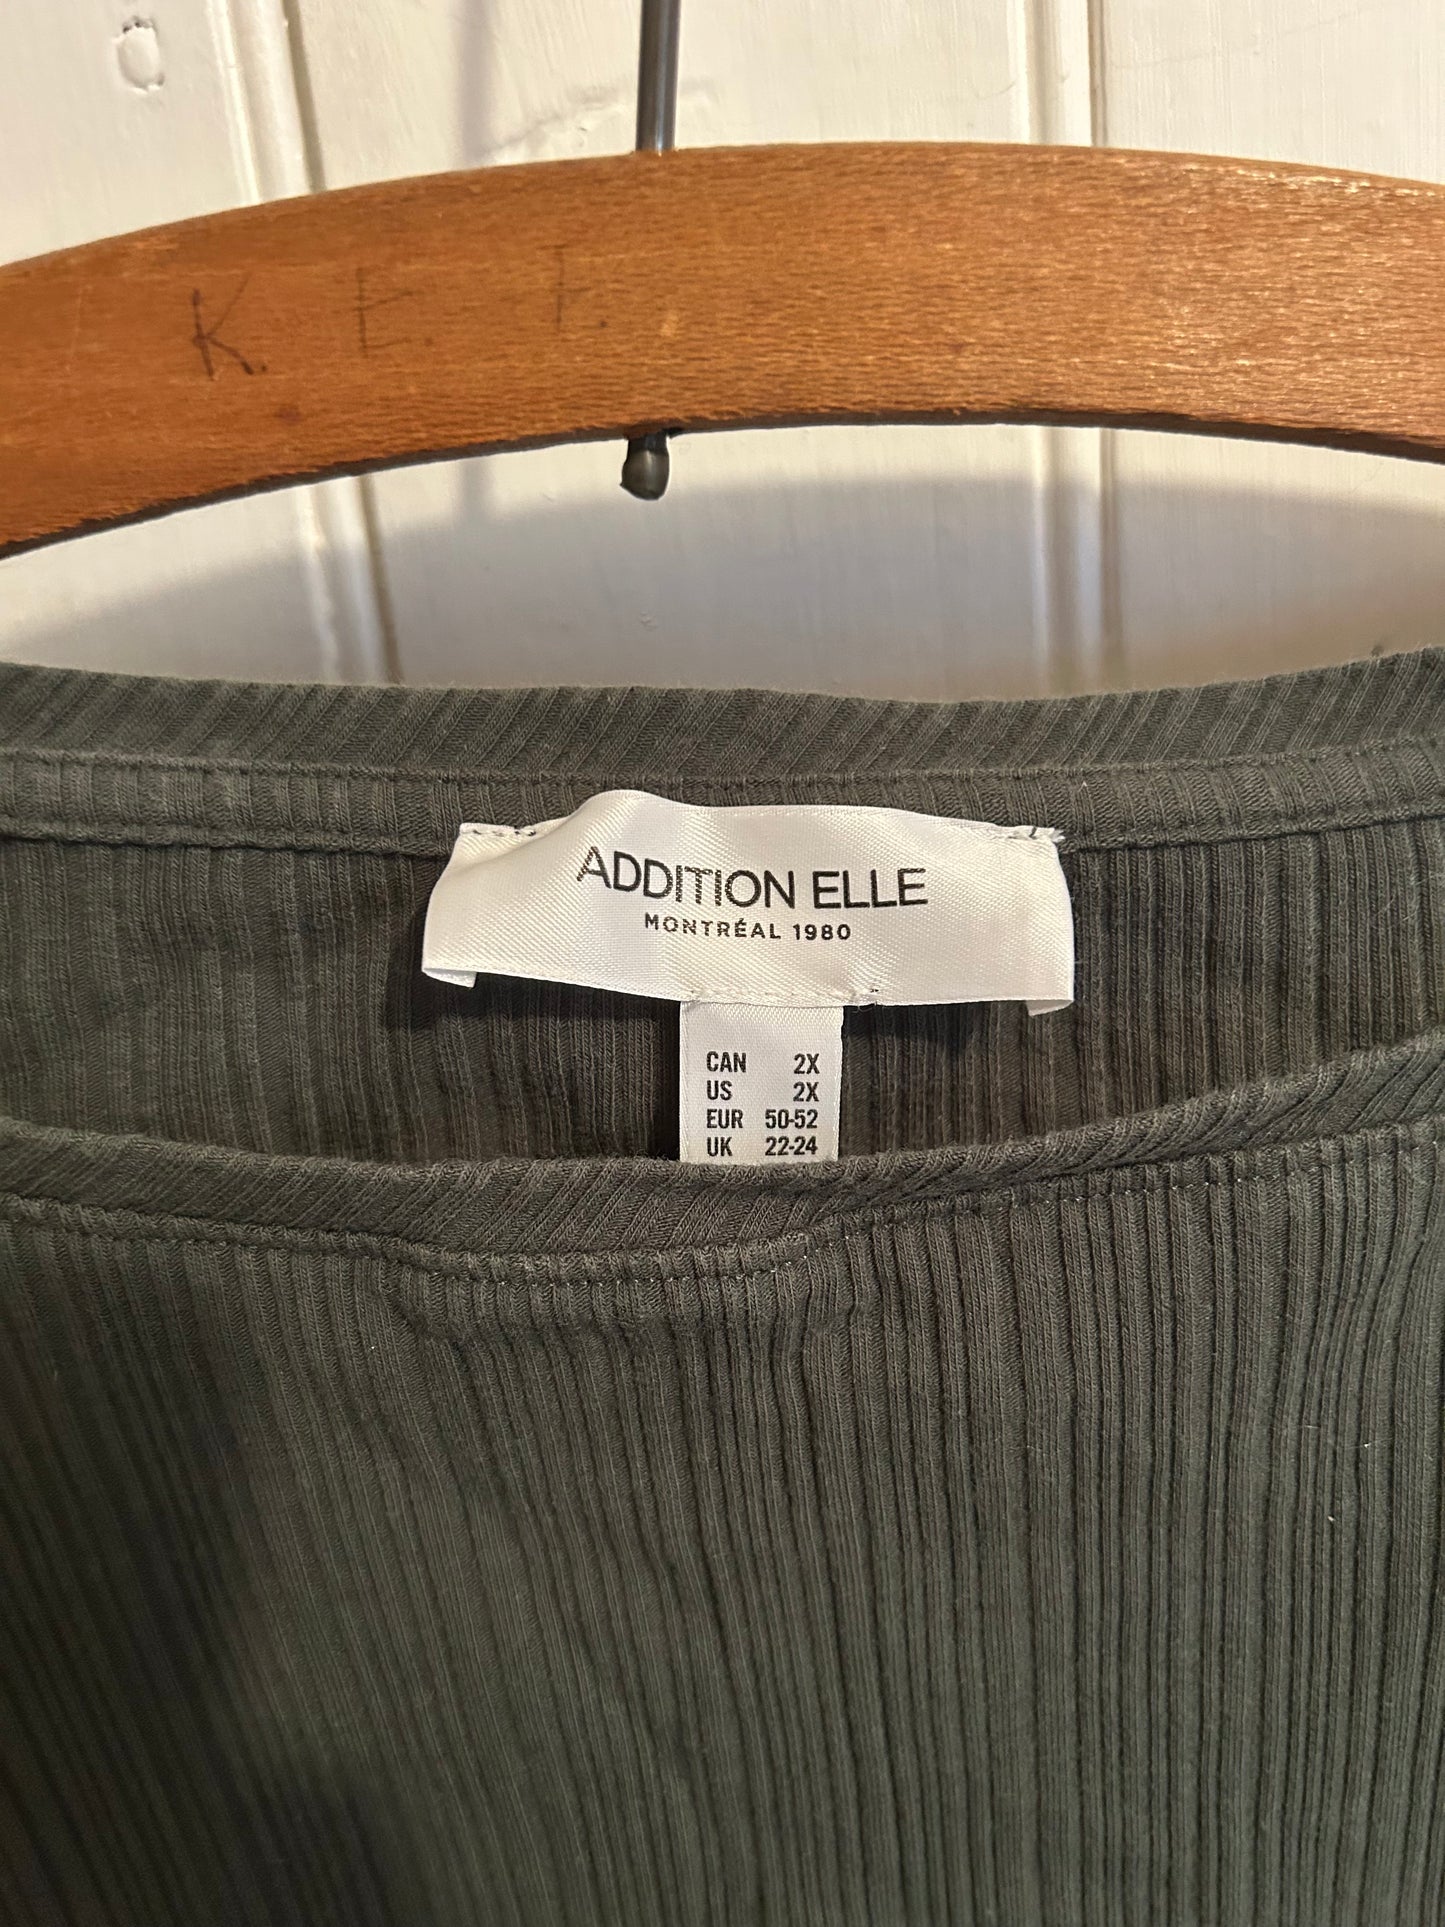 K E F
ADDITION ELLE
MONTRÉAL 1980
CAN 2X
US 2X
EUR 50-52
UK 22-24